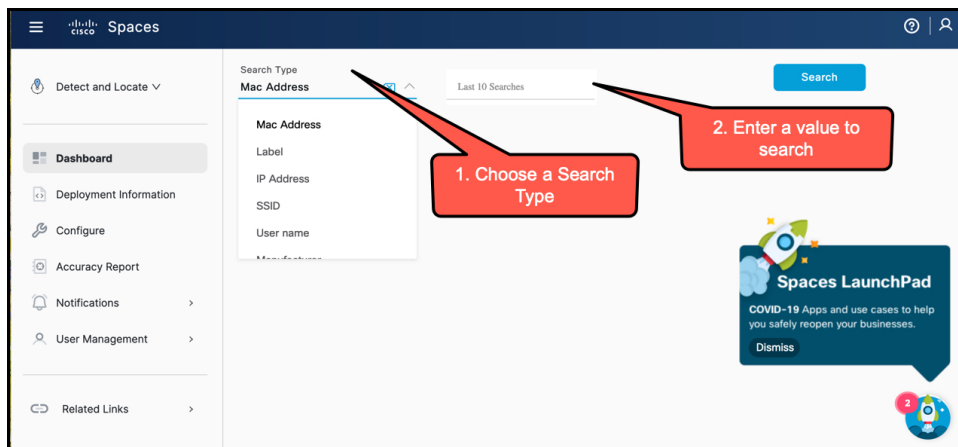 cisco Spaces
Detect and Locate
Dashboard
Deployment Information
Configure
Accuracy Report
Notifications
User Management
Related Links
Search Type
Mac Address
Last 10 Searches
Search
Mac Address
Label
IP Address
SSID
User name
Manufacturer
1. Choose a Search
Type
2. Enter a value to
search
Spaces LaunchPad
COVID-19 Apps and use cases to help
you safely reopen your businesses.
Dismiss
2